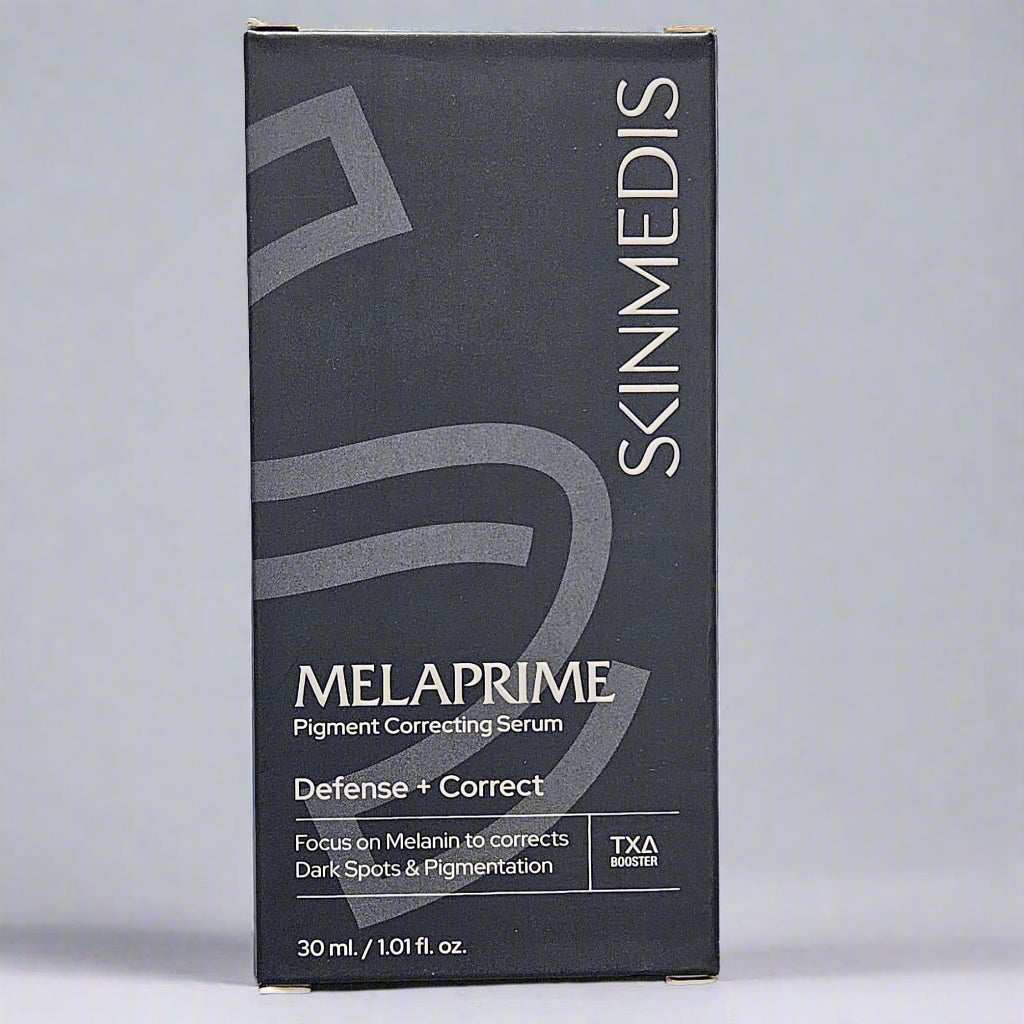 SKINMEDIS
MELAPRIME
Pigment Correcting Serum
Defense + Correct
Focus on Melanin to corrects
Dark Spots & Pigmentation
TXA
BOOSTER
30 ml. / 1.01 fl. oz.